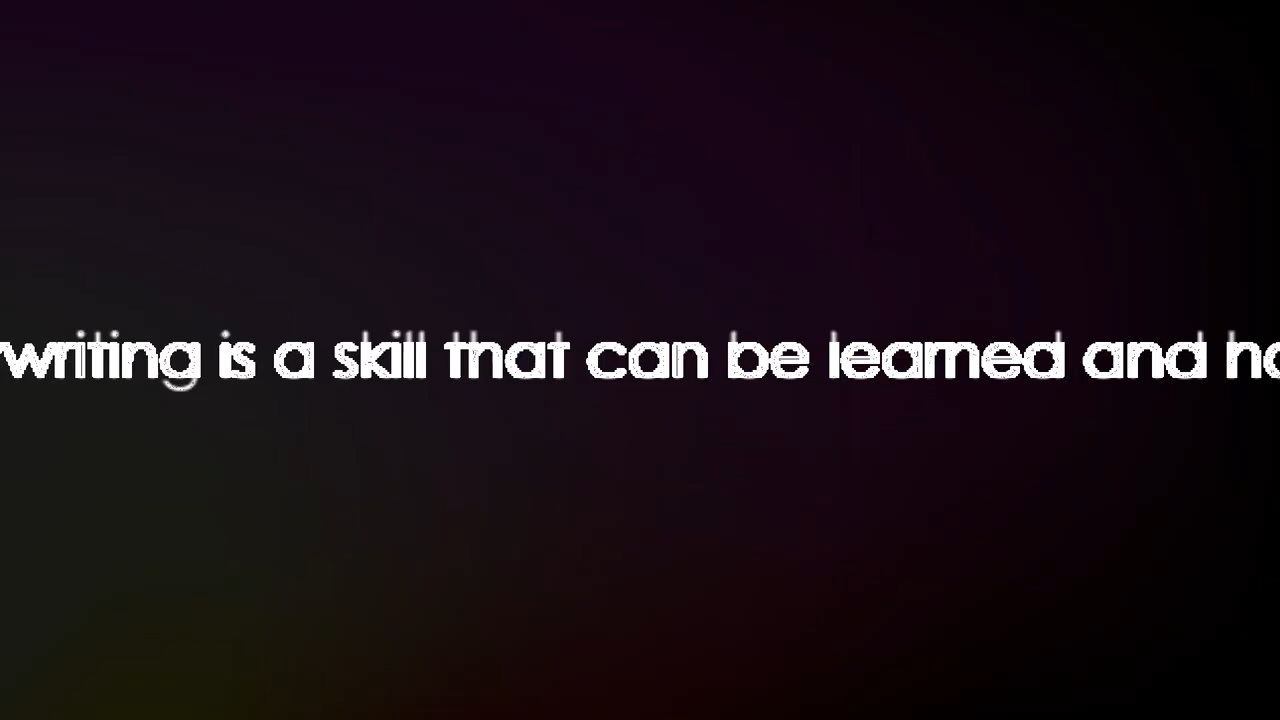 writing is a skill that can be learned and